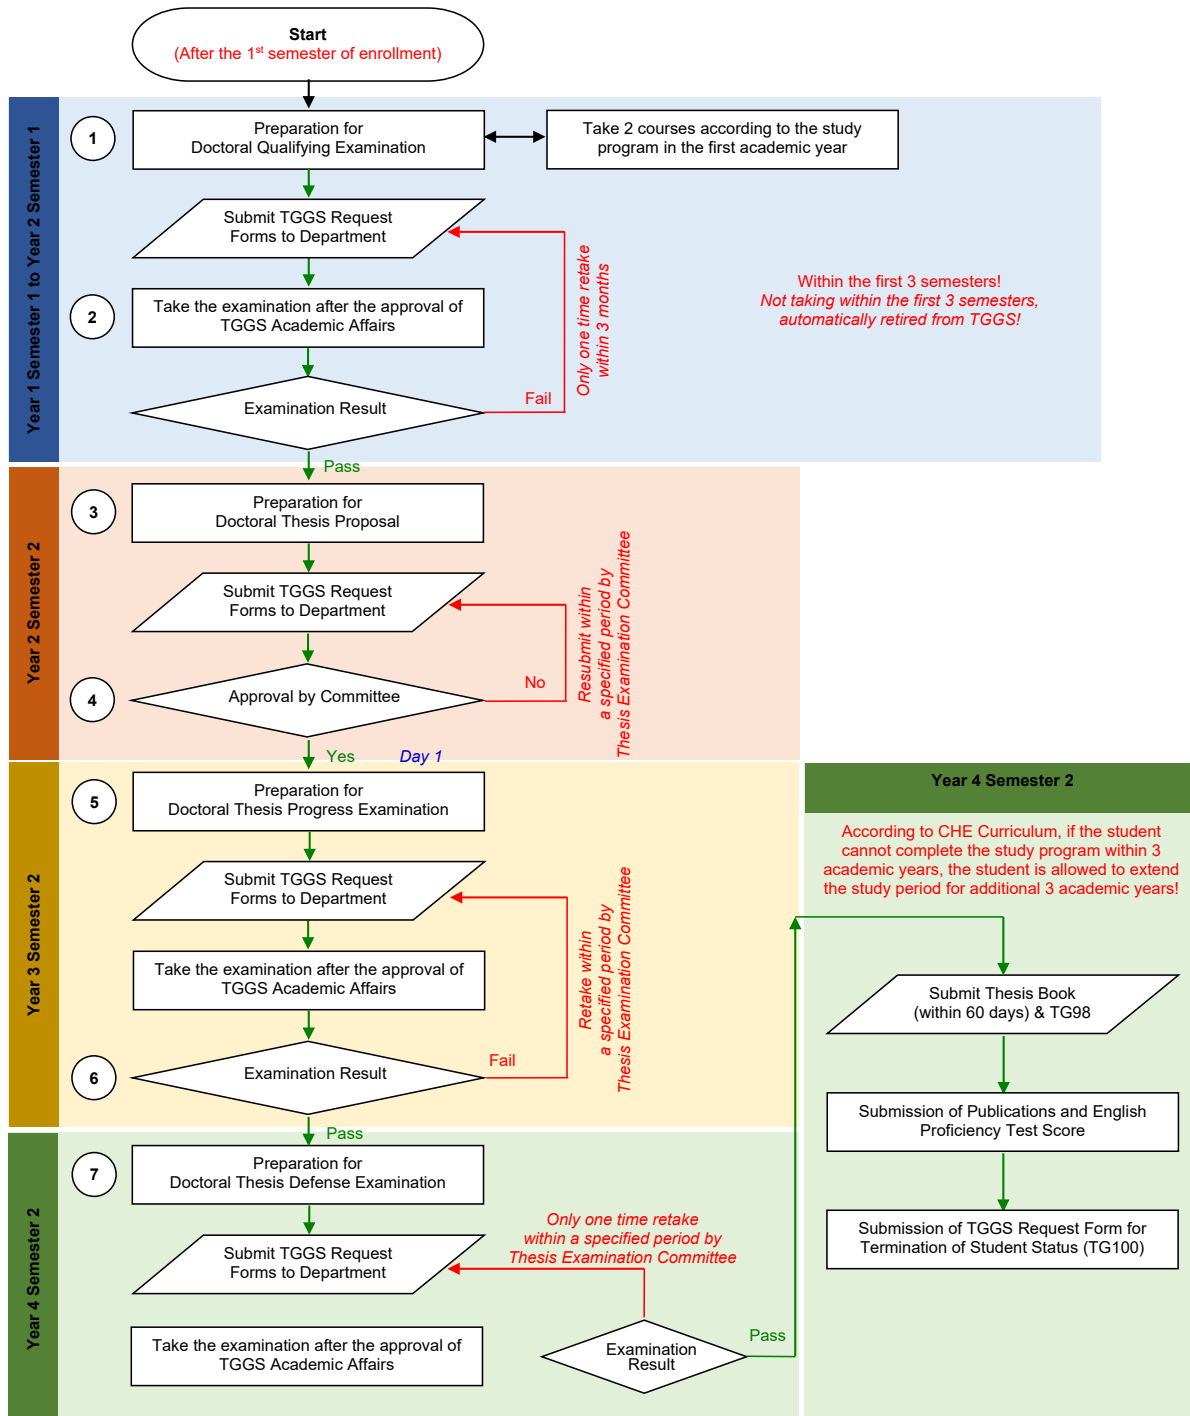 Start
(After the 1st semester of enrollment)
Year 1 Semester 1 to Year 2 Semester 1
1
Preparation for
Doctoral Qualifying Examination
Take 2 courses according to the study
program in the first academic year
Submit TGGS Request
Forms to Department
Only one time retake
within 3 months
Within the first 3 semesters!
Not taking within the first 3 semesters,
automatically retired from TGGS!
2
Take the examination after the approval of
TGGS Academic Affairs
Examination Result
Fail
Pass
Year 2 Semester 2
3
Preparation for
Doctoral Thesis Proposal
Submit TGGS Request
Forms to Department
Resubmit within
a specified period by
Thesis Examination Committee
4
Approval by Committee
No
Yes
Day 1
Year 3 Semester 2
5
Preparation for
Doctoral Thesis Progress Examination
Submit TGGS Request
Forms to Department
Retake within
a specified period by
Thesis Examination Committee
Take the examination after the approval of
TGGS Academic Affairs
6
Examination Result
Fail
Pass
Year 4 Semester 2
7
Preparation for
Doctoral Thesis Defense Examination
Submit TGGS Request
Forms to Department
Only one time retake
within a specified period by
Thesis Examination Committee
Take the examination after the approval of
TGGS Academic Affairs
Examination
Result
Pass
Year 4 Semester 2
According to CHE Curriculum, if the student
cannot complete the study program within 3
academic years, the student is allowed to extend
the study period for additional 3 academic years!
Submit Thesis Book
(within 60 days) & TG98
Submission of Publications and English
Proficiency Test Score
Submission of TGGS Request Form for
Termination of Student Status (TG100)